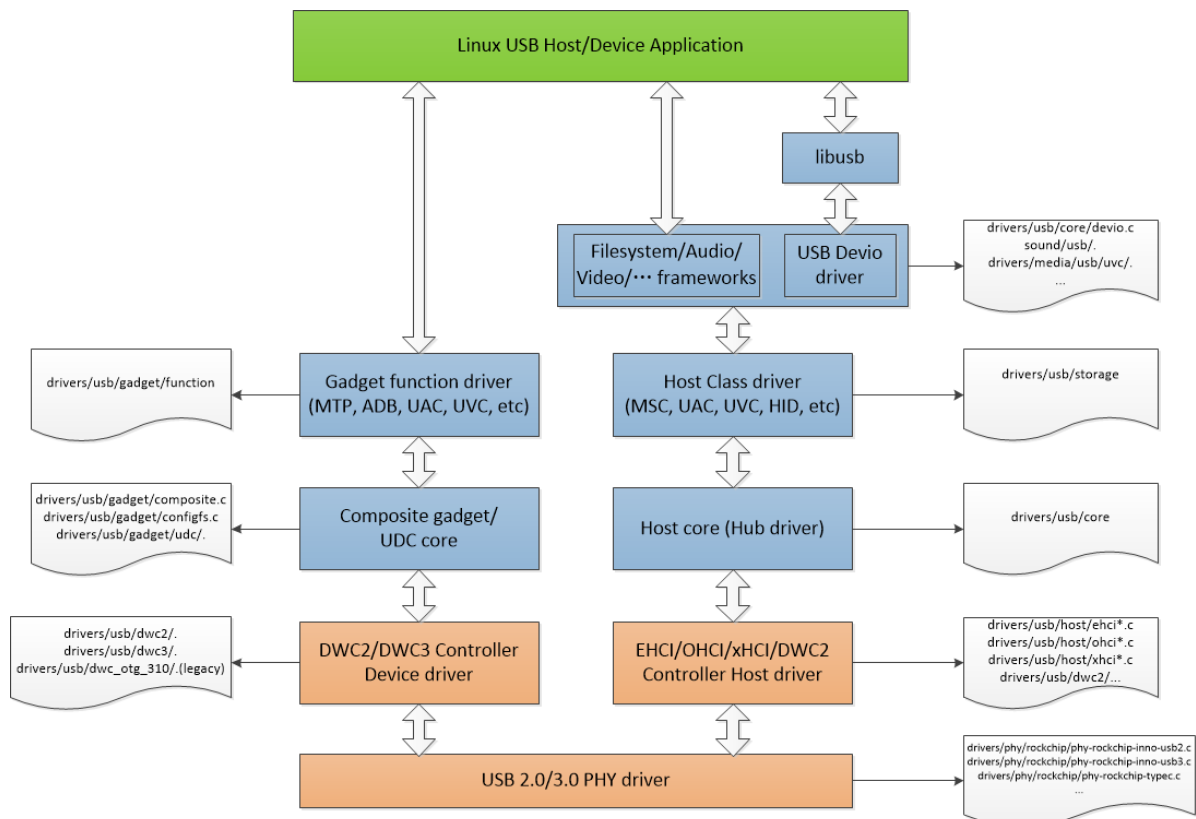 Linux USB Host/Device Application
libusb
Filesystem/Audio/
Video/··· frameworks
USB Devio
driver
drivers/usb/core/devio.c
sound/usb/.
drivers/media/usb/uvc/.
...
drivers/usb/gadget/function
Gadget function driver
(MTP, ADB, UAC, UVC, etc)
Host Class driver
(MSC, UAC, UVC, HID, etc)
drivers/usb/storage
drivers/usb/gadget/composite.c
drivers/usb/gadget/configfs.c
drivers/usb/gadget/udc/.
Composite gadget/
UDC core
Host core (Hub driver)
drivers/usb/core
drivers/usb/dwc2/.
drivers/usb/dwc3/.
drivers/usb/dwc_otg_310/.(legacy)
DWC2/DWC3 Controller
Device driver
EHCI/OHCI/xHCI/DWC2
Controller Host driver
drivers/usb/host/ehci*.c
drivers/usb/host/ohci*.c
drivers/usb/host/xhci*.c
drivers/usb/dwc2/...
USB 2.0/3.0 PHY driver
drivers/phy/rockchip/phy-rockchip-inno-usb2.c
drivers/phy/rockchip/phy-rockchip-inno-usb3.c
drivers/phy/rockchip/phy-rockchip-typec.c
...